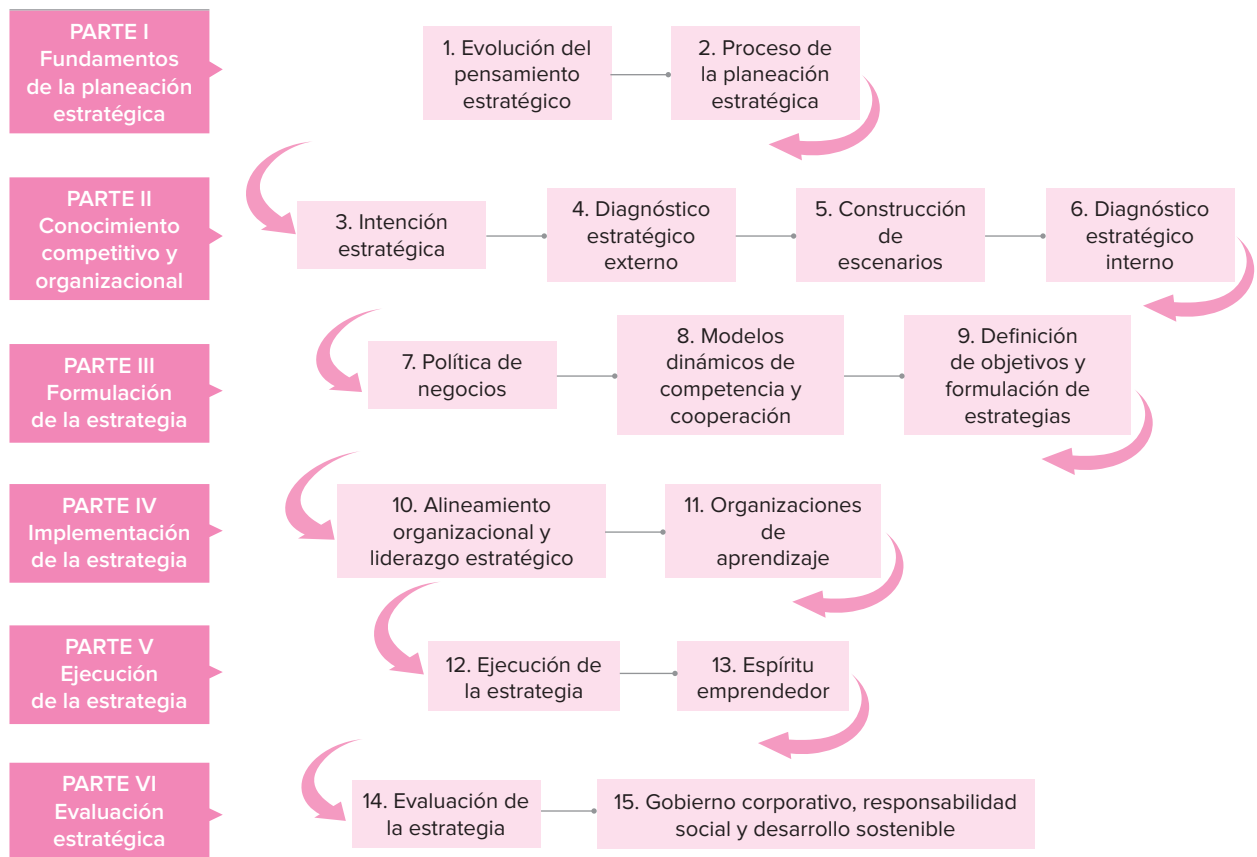 PARTE I
Fundamentos
de la planeación
estratégica
1. Evolución del
pensamiento
estratégico
2. Proceso de
la planeación
estratégica
PARTE II
Conocimiento
competitivo y
organizacional
3. Intención
estratégica
4. Diagnóstico
estratégico
externo
5. Construcción
de
escenarios
6. Diagnóstico
estratégico
interno
PARTE III
Formulación
de la estrategia
7. Política de
negocios
8. Modelos
dinámicos de
competencia y
cooperación
9. Definición
de objetivos y
formulación de
estrategias
PARTE IV
Implementación
de la estrategia
10. Alineamiento
organizacional y
liderazgo estratégico
11. Organizaciones
de
aprendizaje
PARTE V
Ejecución
de la estrategia
12. Ejecución de
la estrategia
13. Espíritu
emprendedor
PARTE VI
Evaluación
estratégica
14. Evaluación de
la estrategia
15. Gobierno corporativo, responsabilidad
social y desarrollo sostenible